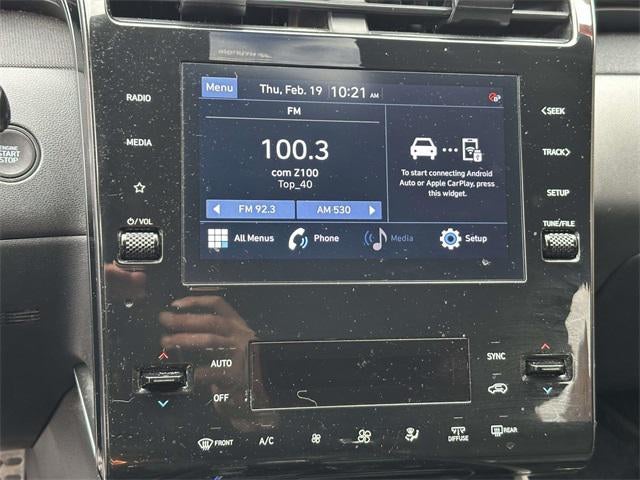 RADIO
MEDIA
⏻/VOL
ENGINE
START
STOP
Menu
Thu, Feb. 19 10:21 AM
FM
100.3
com Z100
Top_40
◀ FM 92.3
AM 530 ▶
To start connecting Android
Auto or Apple CarPlay, press
this widget.
All Menus
Phone
Media
Setup
<SEEK
TRACK>
SETUP
TUNE/FILE
AUTO
OFF
SYNC
FRONT
A/C
DIFFUSE
REAR